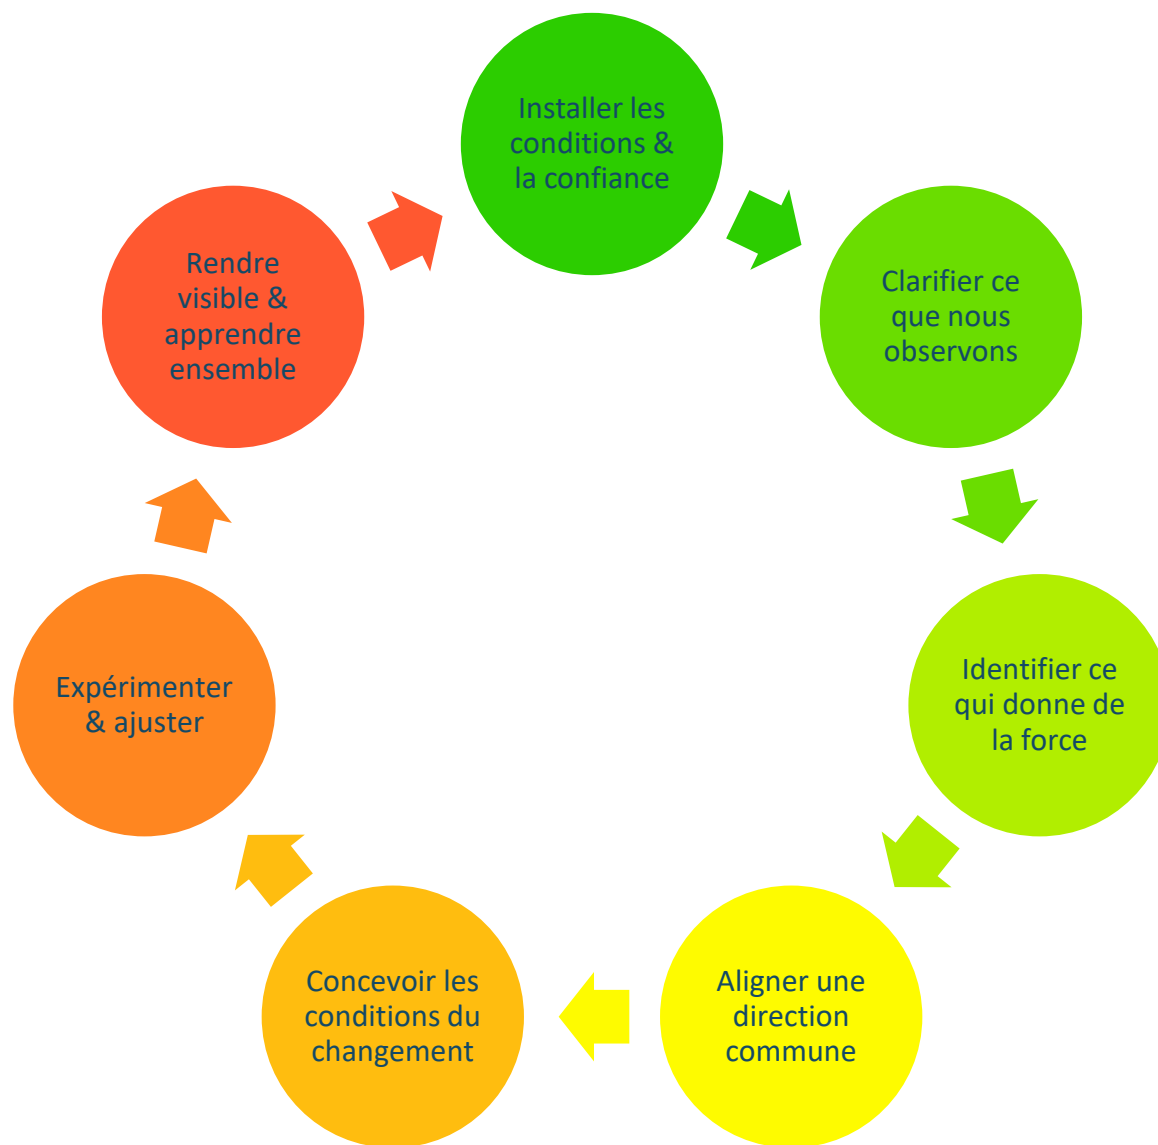 Installer les
conditions &
la confiance
Clarifier ce
que nous
observons
Identifier ce
qui donne de
la force
Aligner une
direction
commune
Concevoir les
conditions du
changement
Expérimenter
& ajuster
Rendre
visible &
apprendre
ensemble